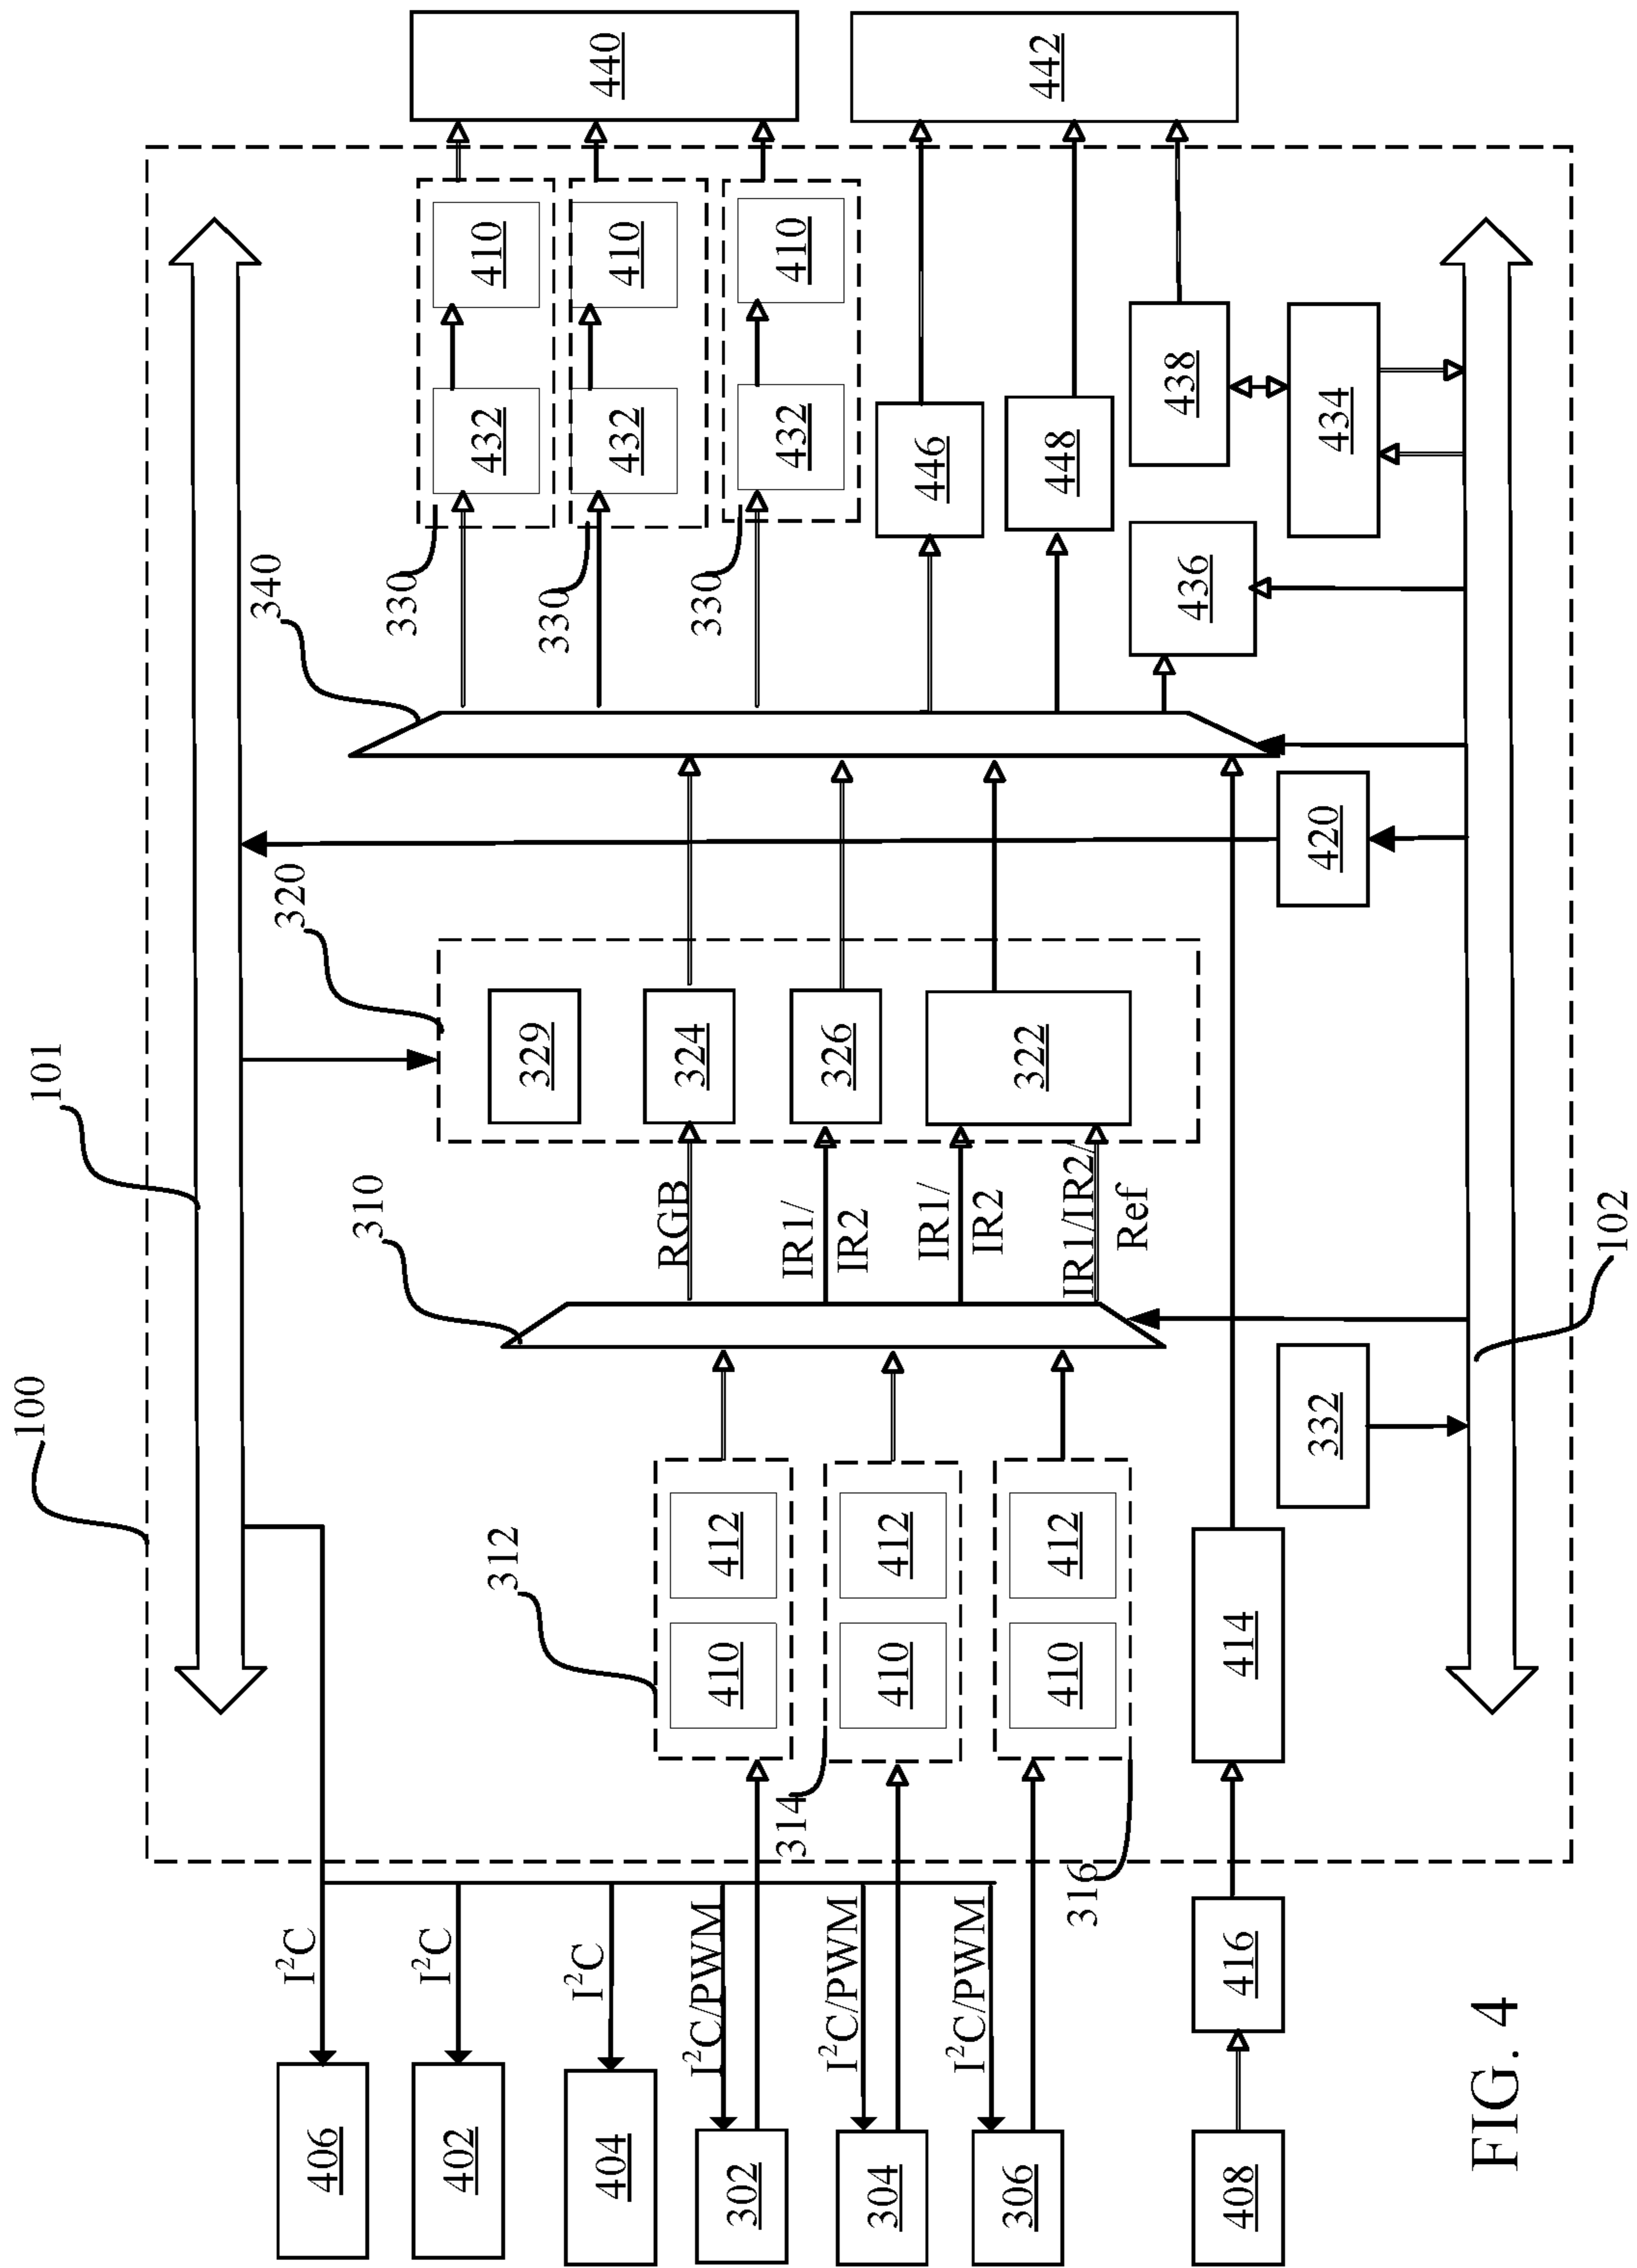 100
101
340
320
310
I²C
406
330
I²C
402
432 410
312
329
330
I²C
404
440
432 410
RGB
324
330
I²C/PWM
302
410 412
432 410
314
IR1/
IR2
326
I²C/PWM
304
410 412
446
IR1/
IR2
I²C/PWM
322
442
448
410 412
IR1/IR2/
Ref
316
306
438
436
408 416 414
332 420 434
FIG. 4
102